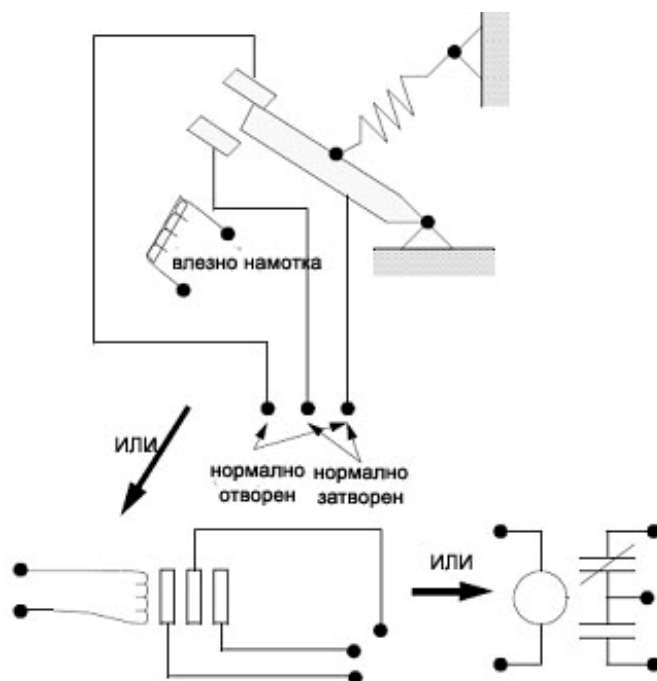 влезно намотка
ИЛИ
нормално
отворен
нормално
затворен
ИЛИ